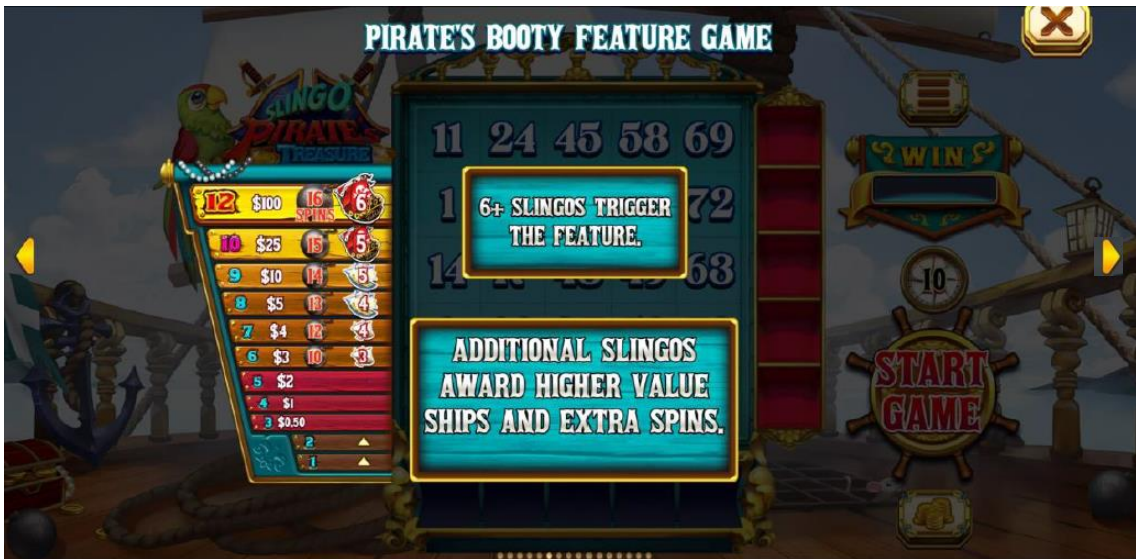 PIRATE'S BOOTY FEATURE GAME
SLINGO
PIRATE'S
TREASURE
12 $100 16 SPINS 6
10 $25 15 5
9 $10 14 5
8 $5 13 4
7 $4 12 4
6 $3 10 3
5 $2
4 $1
3 $0.50
2
1
11 24 45 58 69
1 72
14 63
6+ SLINGOS TRIGGER
THE FEATURE.
ADDITIONAL SLINGOS
AWARD HIGHER VALUE
SHIPS AND EXTRA SPINS.
WIN
10
START
GAME